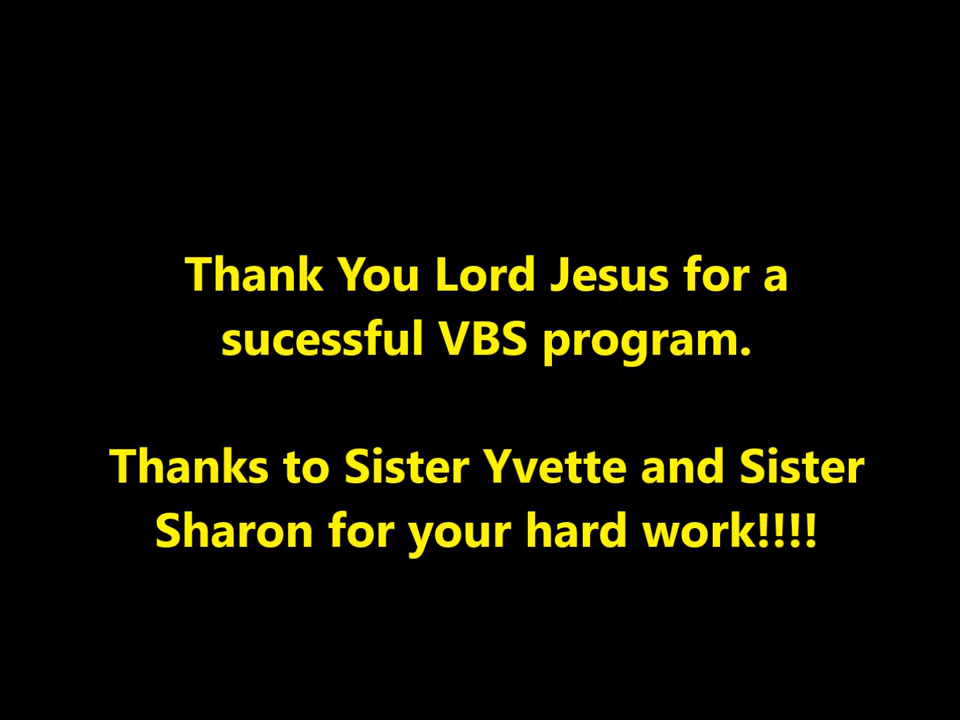 Thank You Lord Jesus for a
sucessful VBS program.
Thanks to Sister Yvette and Sister
Sharon for your hard work!!!!